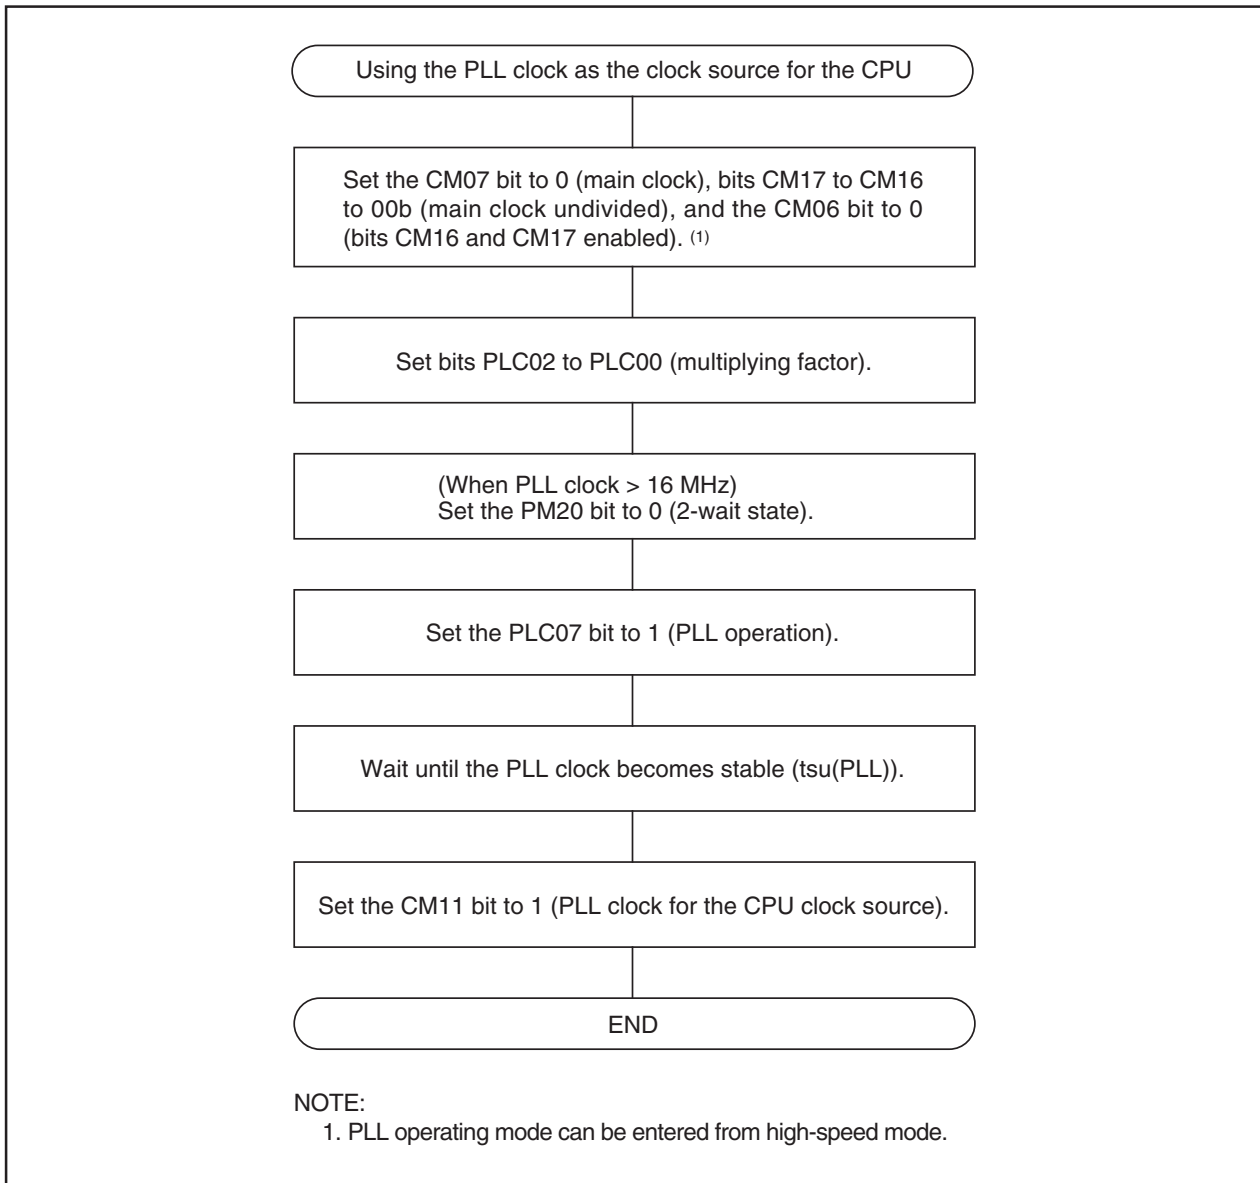 Using the PLL clock as the clock source for the CPU
Set the CM07 bit to 0 (main clock), bits CM17 to CM16
to 00b (main clock undivided), and the CM06 bit to 0
(bits CM16 and CM17 enabled). (1)
Set bits PLC02 to PLC00 (multiplying factor).
(When PLL clock > 16 MHz)
Set the PM20 bit to 0 (2-wait state).
Set the PLC07 bit to 1 (PLL operation).
Wait until the PLL clock becomes stable (tsu(PLL)).
Set the CM11 bit to 1 (PLL clock for the CPU clock source).
END
NOTE:
1. PLL operating mode can be entered from high-speed mode.